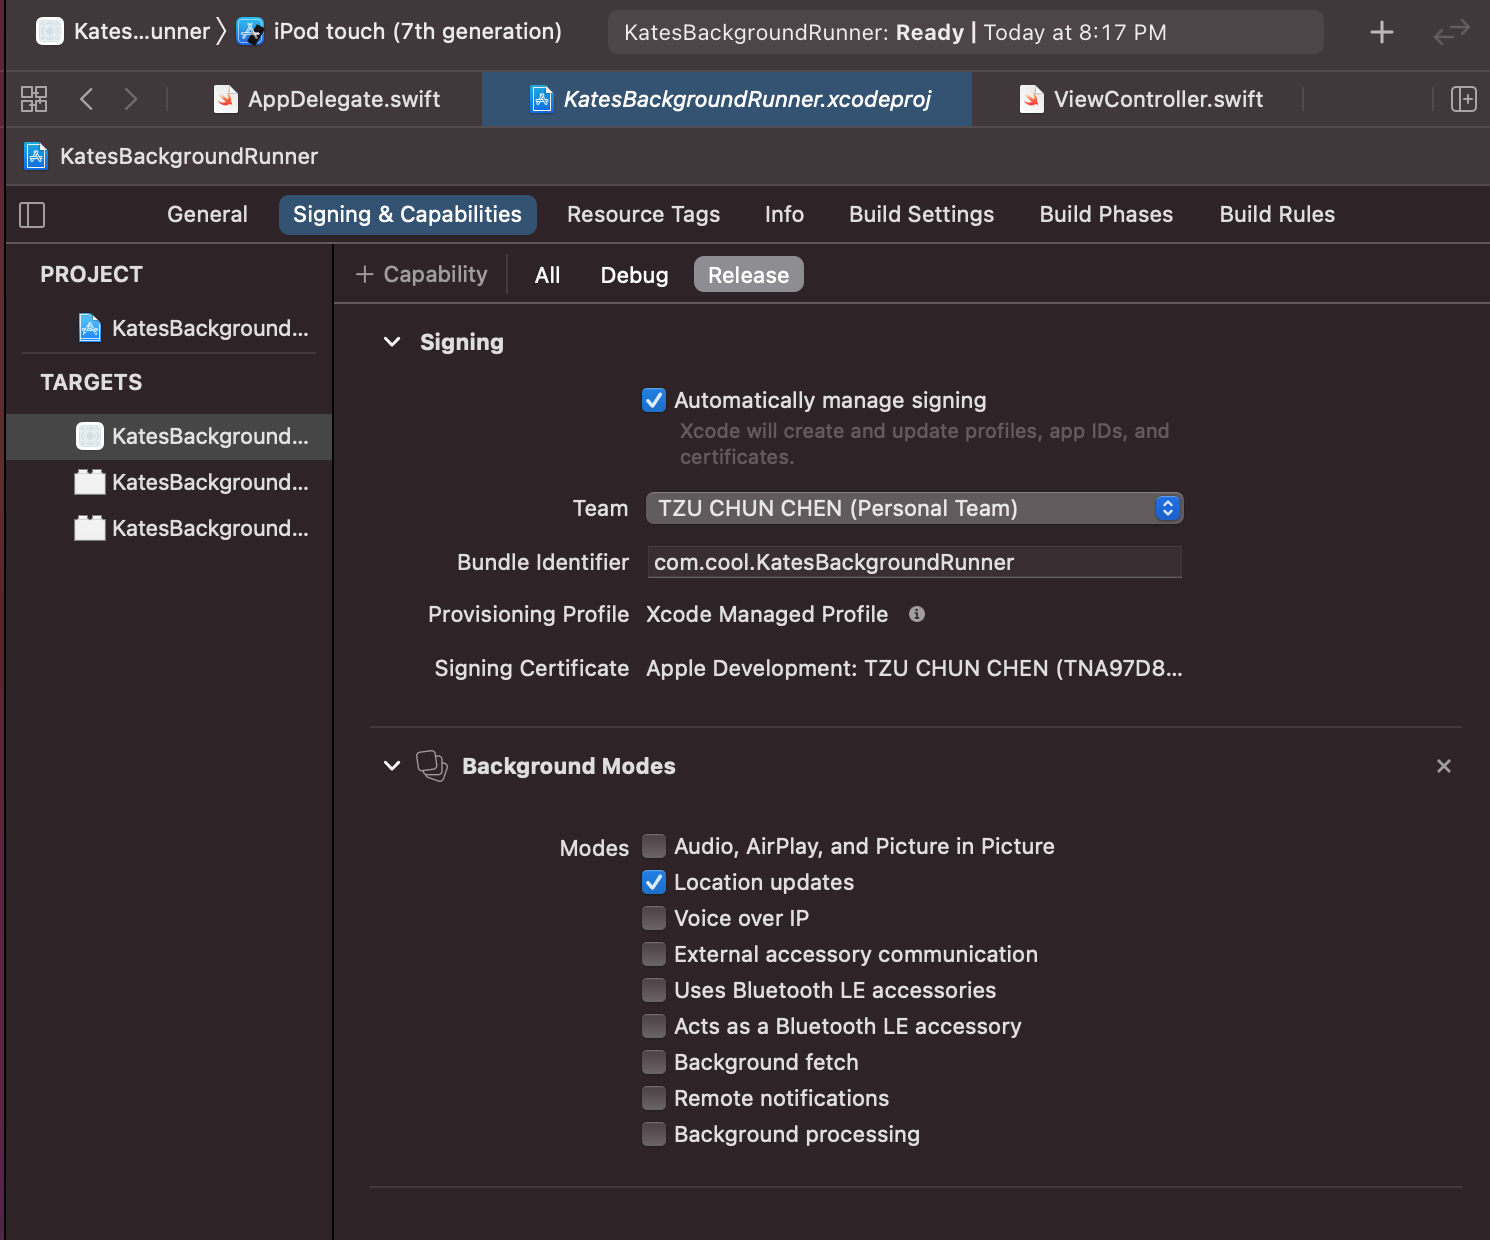 Kates...unner iPod touch (7th generation) KatesBackgroundRunner: Ready | Today at 8:17 PM
AppDelegate.swift KatesBackgroundRunner.xcodeproj ViewController.swift
KatesBackgroundRunner
General Signing & Capabilities Resource Tags Info Build Settings Build Phases Build Rules
PROJECT
KatesBackground...
TARGETS
KatesBackground...
KatesBackground...
KatesBackground...
+ Capability All Debug Release
Signing
Automatically manage signing
Xcode will create and update profiles, app IDs, and
certificates.
Team TZU CHUN CHEN (Personal Team)
Bundle Identifier com.cool.KatesBackgroundRunner
Provisioning Profile Xcode Managed Profile
Signing Certificate Apple Development: TZU CHUN CHEN (TNA97D8...
Background Modes
Modes Audio, AirPlay, and Picture in Picture
Location updates
Voice over IP
External accessory communication
Uses Bluetooth LE accessories
Acts as a Bluetooth LE accessory
Background fetch
Remote notifications
Background processing